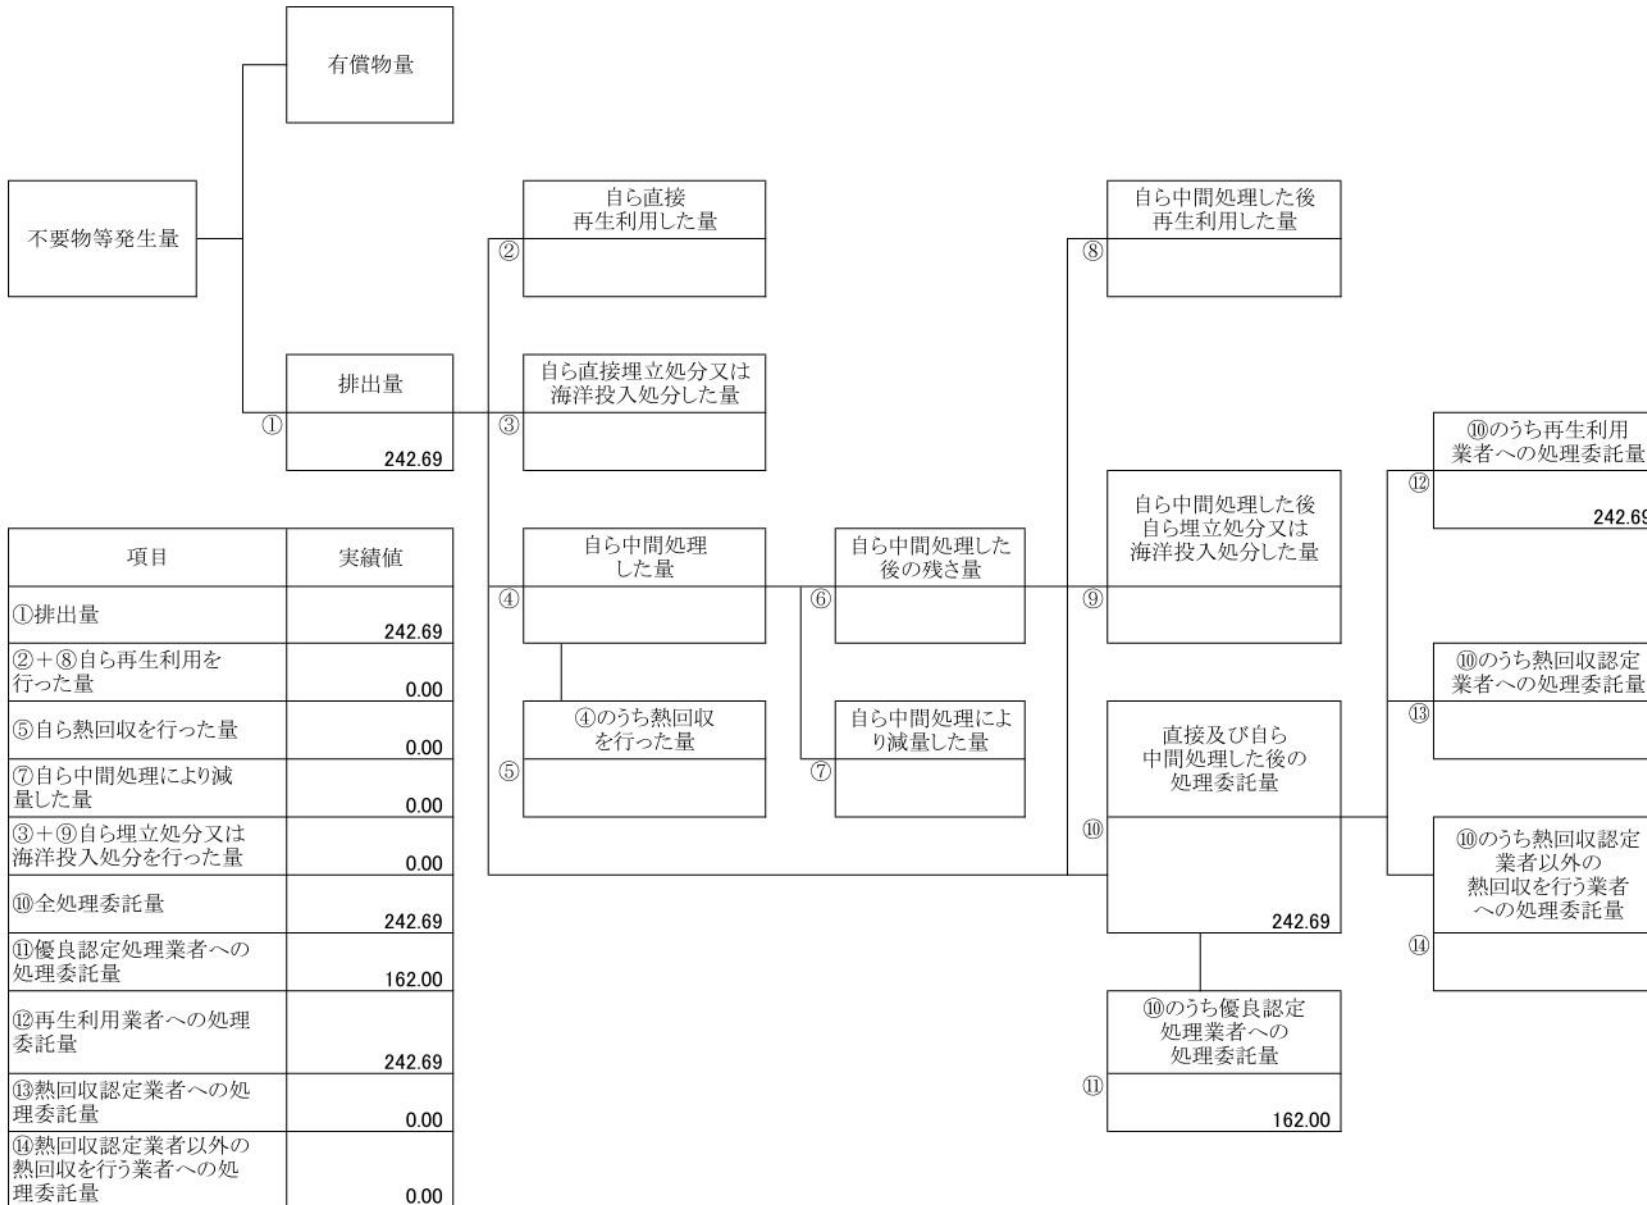 有償物量
不要物等発生量
自ら直接
再生利用した量
②
自ら中間処理した後
再生利用した量
⑧
排出量
①
242.69
自ら直接埋立処分又は
海洋投入処分した量
③
⑩のうち再生利用
業者への処理委託量
⑫
242.69
自ら中間処理
した量
④
自ら中間処理した
後の残さ量
⑥
自ら中間処理した後
自ら埋立処分又は
海洋投入処分した量
⑨
④のうち熱回収
を行った量
⑤
自ら中間処理によ
り減量した量
⑦
直接及び自ら
中間処理した後の
処理委託量
⑩
242.69
⑩のうち熱回収認定
業者への処理委託量
⑬
⑩のうち熱回収認定
業者以外の
熱回収を行う業者
への処理委託量
⑭
⑩のうち優良認定
処理業者への
処理委託量
⑪
162.00
項目
実績値
①排出量
242.69
②+⑧自ら再生利用を
行った量
0.00
⑤自ら熱回収を行った量
0.00
⑦自ら中間処理により減
量した量
0.00
③+⑨自ら埋立処分又は
海洋投入処分を行った量
0.00
⑩全処理委託量
242.69
⑪優良認定処理業者への
処理委託量
162.00
⑫再生利用業者への処理
委託量
242.69
⑬熱回収認定業者への処
理委託量
0.00
⑭熱回収認定業者以外の
熱回収を行う業者への処
理委託量
0.00